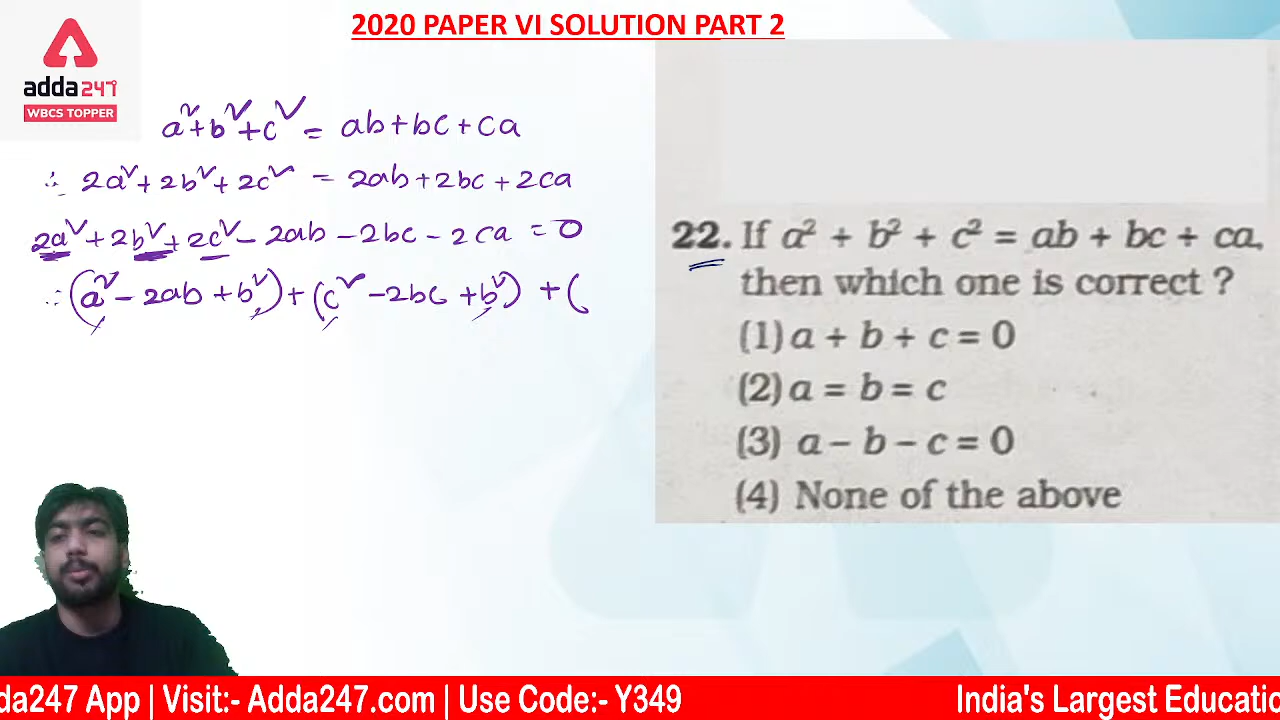 2020 PAPER VI SOLUTION PART 2
adda247
WBCS TOPPER
a² + b² + c² = ab + bc + ca
∴ 2a² + 2b² + 2c² = 2ab + 2bc + 2ca
2a² + 2b² + 2c² - 2ab - 2bc - 2ca = 0
∴ (a² - 2ab + b²) + (c² - 2bc + b²) + (
22. If a² + b² + c² = ab + bc + ca,
then which one is correct ?
(1) a + b + c = 0
(2) a = b = c
(3) a - b - c = 0
(4) None of the above
da247 App | Visit:- Adda247.com | Use Code:- Y349
India's Largest Educatio